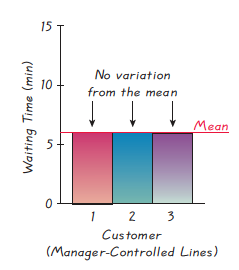 15
No variation
from the mean
10
Mean
5
0
Waiting Time (min)
1 2 3
Customer
(Manager-Controlled Lines)